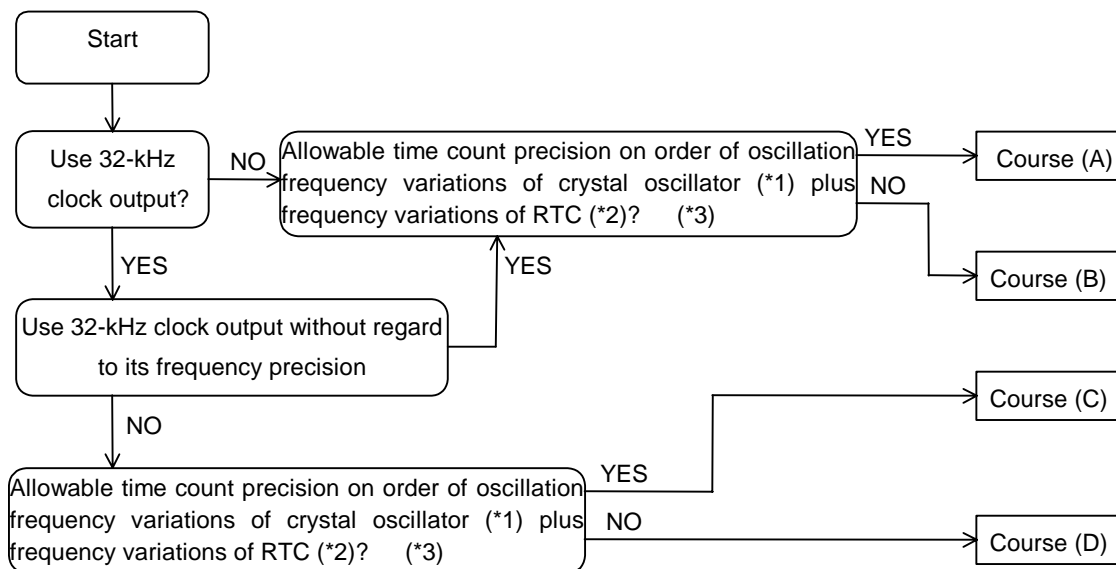 Start
Use 32-kHz
clock output?
NO
Allowable time count precision on order of oscillation
frequency variations of crystal oscillator (*1) plus
frequency variations of RTC (*2)? (*3)
YES
Course (A)
NO
Course (B)
YES
YES
Use 32-kHz clock output without regard
to its frequency precision
NO
Course (C)
Allowable time count precision on order of oscillation
frequency variations of crystal oscillator (*1) plus
frequency variations of RTC (*2)? (*3)
YES
NO
Course (D)